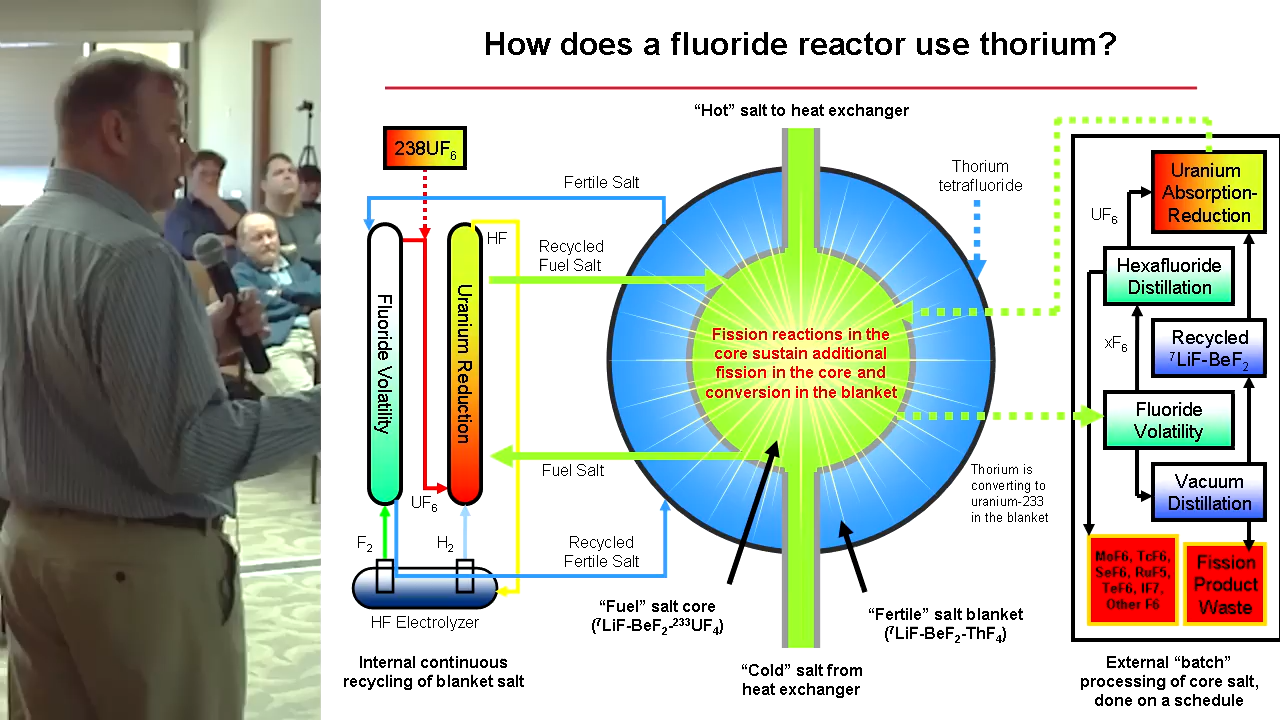 How does a fluoride reactor use thorium?
“Hot” salt to heat exchanger
238UF6
Fertile Salt
Thorium
tetrafluoride
HF
Recycled
Fuel Salt
Fluoride Volatility
Uranium Reduction
Fission reactions in the
core sustain additional
fission in the core and
conversion in the blanket
Fuel Salt
UF6
F2
H2
Recycled
Fertile Salt
HF Electrolyzer
Thorium is
converting to
uranium-233
in the blanket
“Fuel” salt core
(⁷LiF-BeF2-²³³UF4)
“Fertile” salt blanket
(⁷LiF-BeF2-ThF4)
Internal continuous
recycling of blanket salt
“Cold” salt from
heat exchanger
Uranium
Absorption-
Reduction
UF6
Hexafluoride
Distillation
xF6
Recycled
⁷LiF-BeF2
Fluoride
Volatility
Vacuum
Distillation
MoF6, TcF6,
SeF6, RuF5,
TeF6, IF7,
Other F6
Fission
Product
Waste
External “batch”
processing of core salt,
done on a schedule